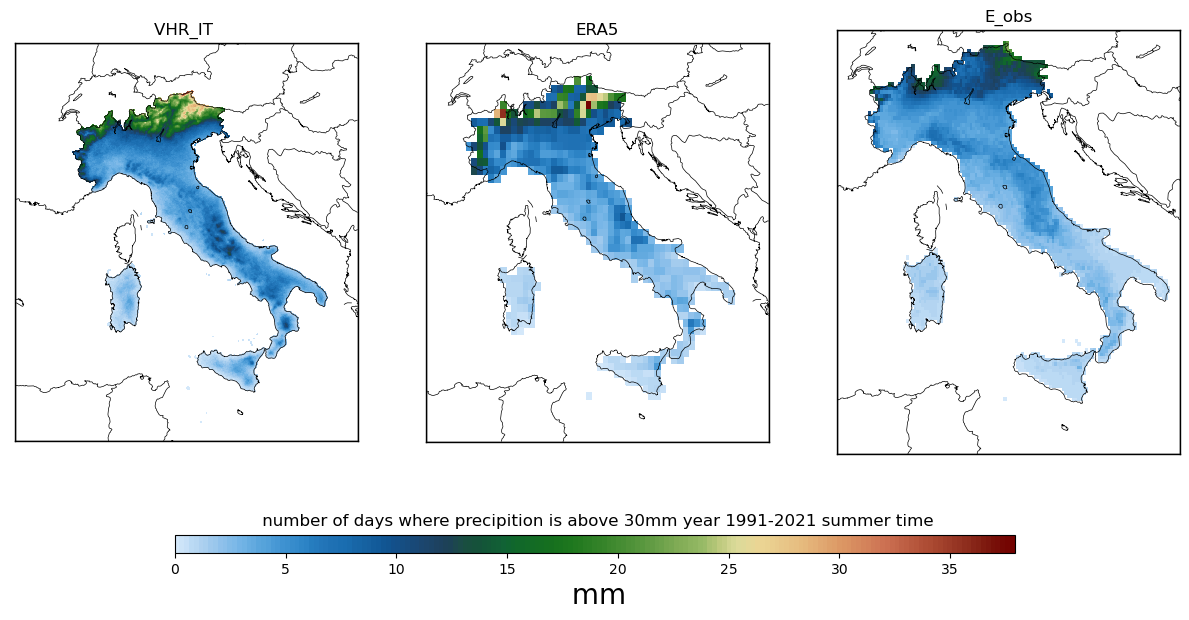 VHR_IT
ERA5
E_obs
number of days where precipition is above 30mm year 1991-2021 summer time
0 5 10 15 20 25 30 35
mm